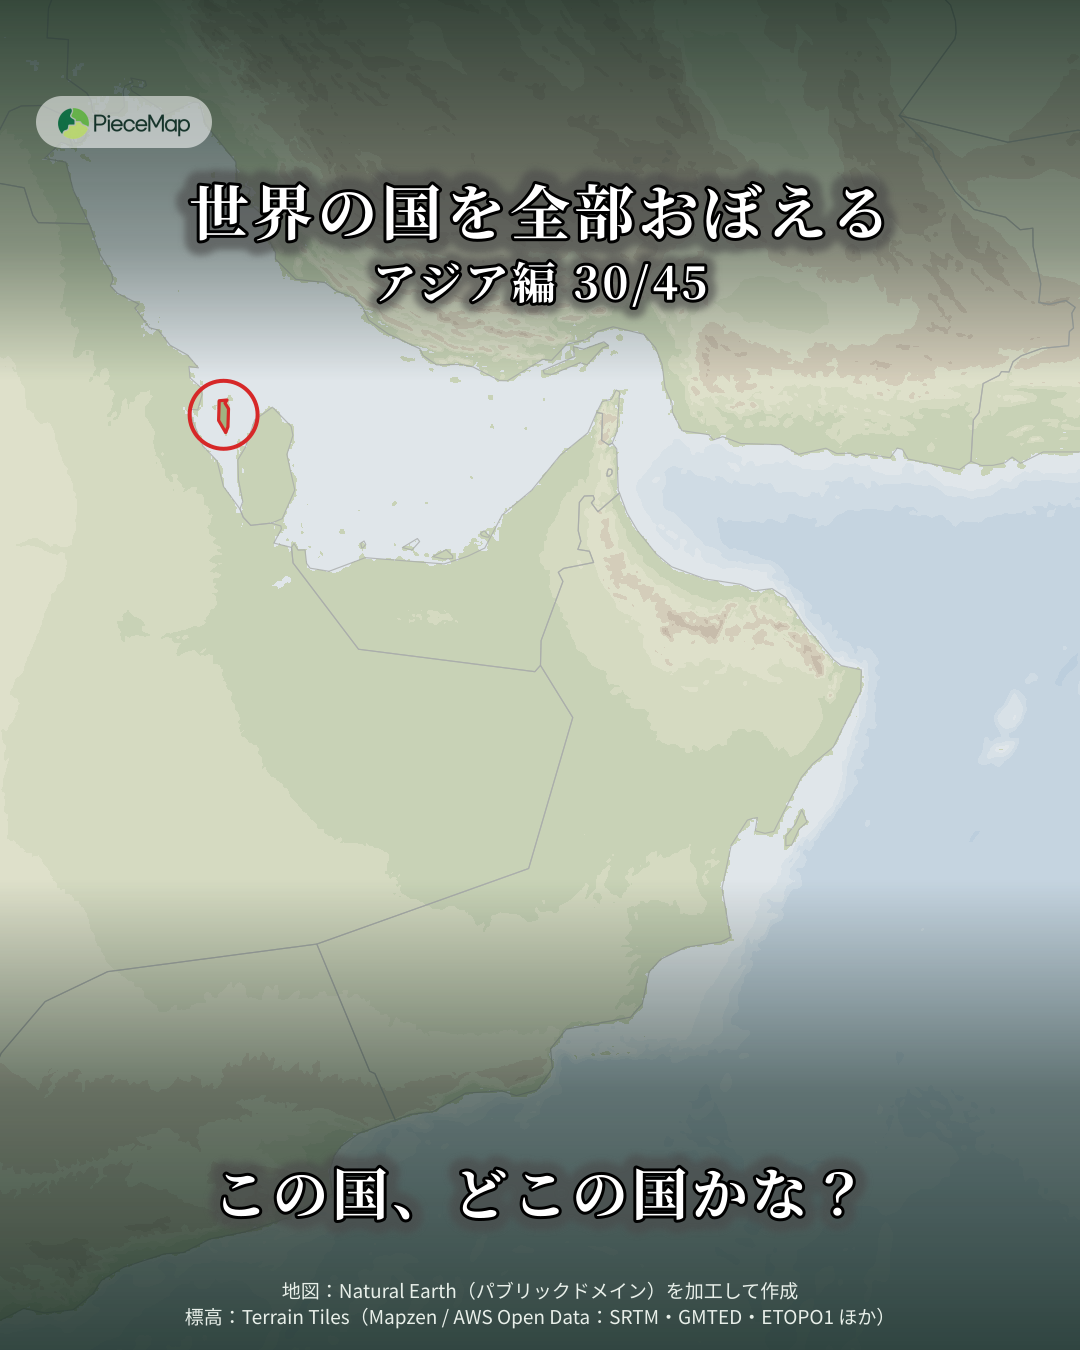 PieceMap
世界の国を全部おぼえる
アジア編 30/45
この国、どこの国かな？
地図：Natural Earth（パブリックドメイン）を加工して作成
標高：Terrain Tiles（Mapzen / AWS Open Data：SRTM・GMTED・ETOPO1 ほか）